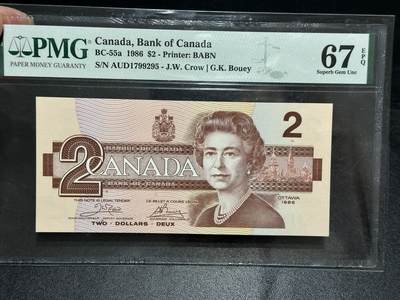 PMG
PAPER MONEY GUARANTY
Canada, Bank of Canada
BC-55a 1986 $2 - Printer: BABN
S/N AUD1799295 - J.W. Crow | G.K. Bouey
67 EPQ
Superb Gem Unc
2
BANQUE DU CANADA
2 CANADA
BANK OF CANADA
THIS NOTE IS LEGAL TENDER
LE BILLET A COURS LÉGAL
OTTAWA
1986
TWO · DOLLARS · DEUX